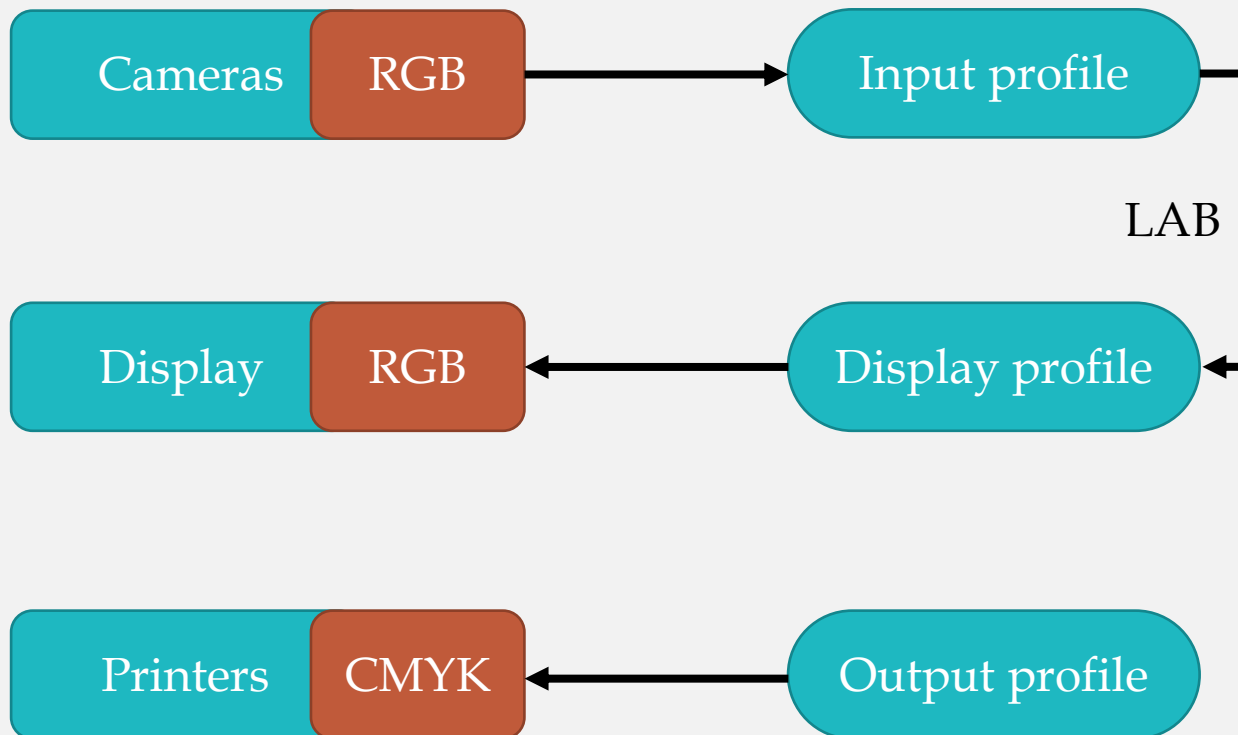 Cameras RGB Input profile
LAB
Display RGB Display profile
Printers CMYK Output profile